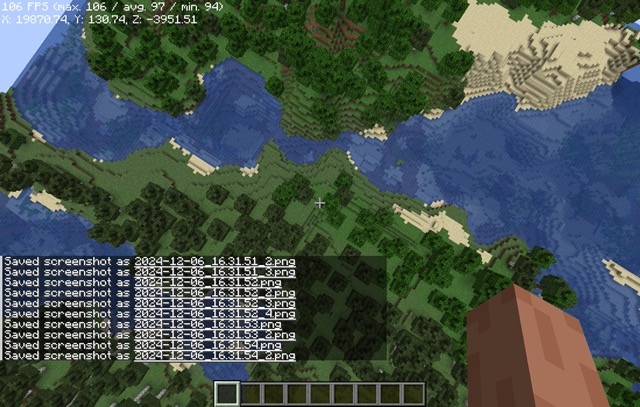 106 FPS (max. 106 / avg. 97 / min. 94)
X: 19870.74, Y: 130.74, Z: -3951.51
Saved screenshot as 2024-12-06_16.31.51_2.png
Saved screenshot as 2024-12-06_16.31.51_3.png
Saved screenshot as 2024-12-06_16.31.52.png
Saved screenshot as 2024-12-06_16.31.52_2.png
Saved screenshot as 2024-12-06_16.31.52_3.png
Saved screenshot as 2024-12-06_16.31.52_4.png
Saved screenshot as 2024-12-06_16.31.53.png
Saved screenshot as 2024-12-06_16.31.53_2.png
Saved screenshot as 2024-12-06_16.31.54.png
Saved screenshot as 2024-12-06_16.31.54_2.png